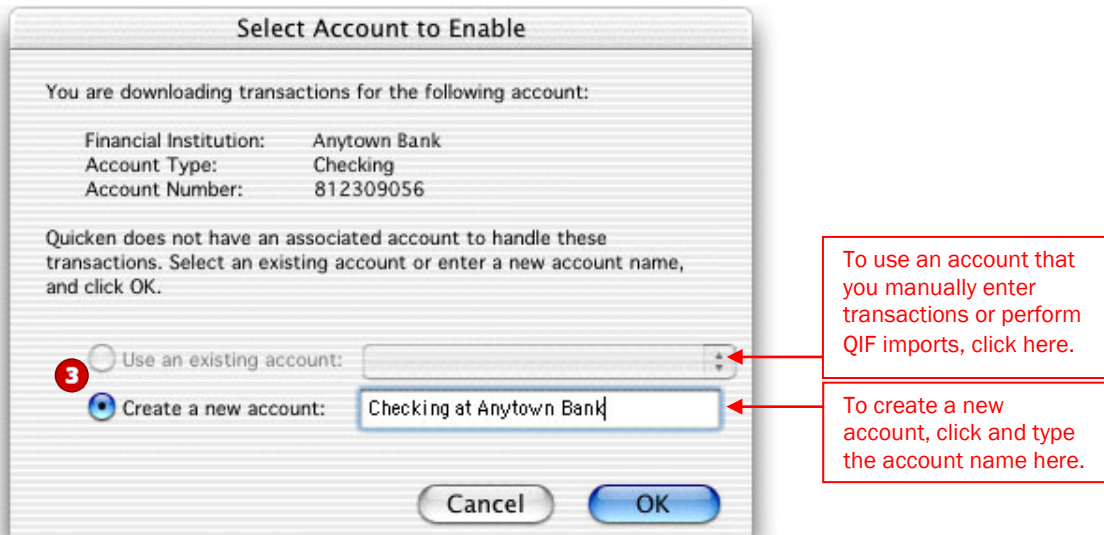 Select Account to Enable
You are downloading transactions for the following account:
Financial Institution: Anytown Bank
Account Type: Checking
Account Number: 812309056
Quicken does not have an associated account to handle these
transactions. Select an existing account or enter a new account name,
and click OK.
3
Use an existing account:
Create a new account: Checking at Anytown Bank
Cancel OK
To use an account that
you manually enter
transactions or perform
QIF imports, click here.
To create a new
account, click and type
the account name here.